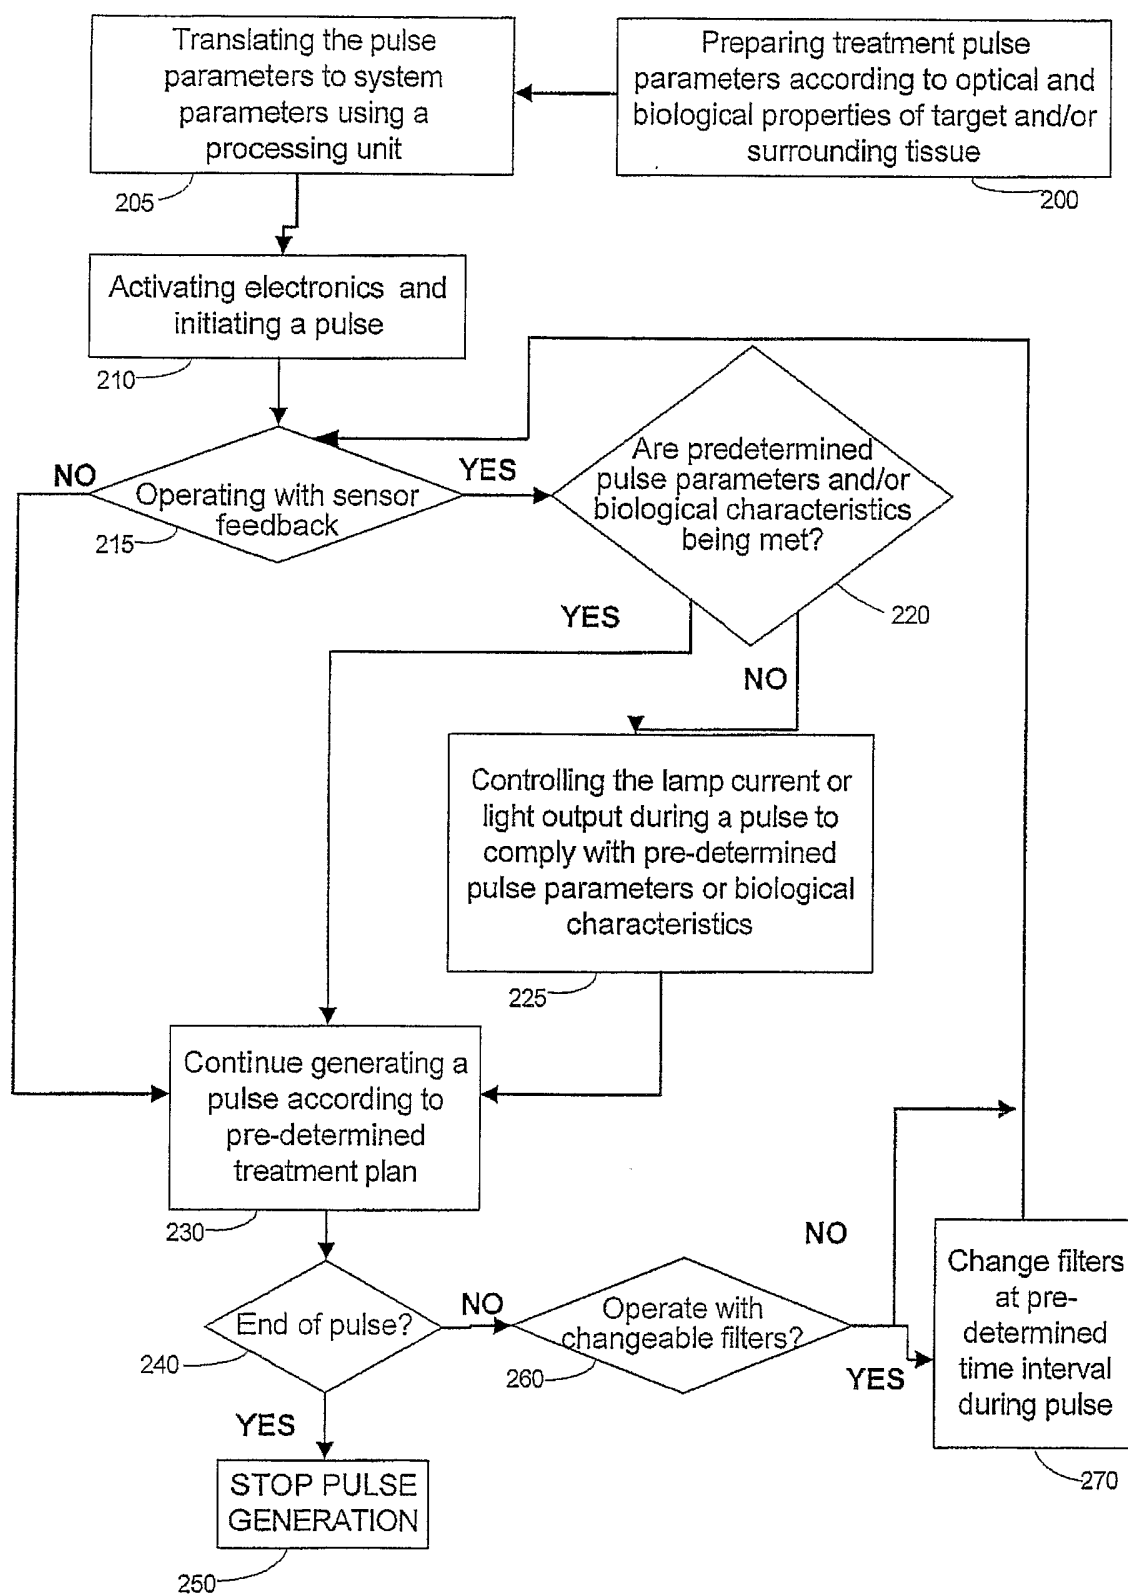 Translating the pulse
parameters to system
parameters using a
processing unit
205
Preparing treatment pulse
parameters according to optical and
biological properties of target and/or
surrounding tissue
200
Activating electronics and
initiating a pulse
210
NO
Operating with sensor
feedback
215
YES
Are predetermined
pulse parameters and/or
biological characteristics
being met?
220
YES
NO
Controlling the lamp current or
light output during a pulse to
comply with pre-determined
pulse parameters or biological
characteristics
225
Continue generating a
pulse according to
pre-determined
treatment plan
230
End of pulse?
240
NO
Operate with
changeable filters?
260
NO
YES
Change filters
at pre-
determined
time interval
during pulse
270
YES
STOP PULSE
GENERATION
250